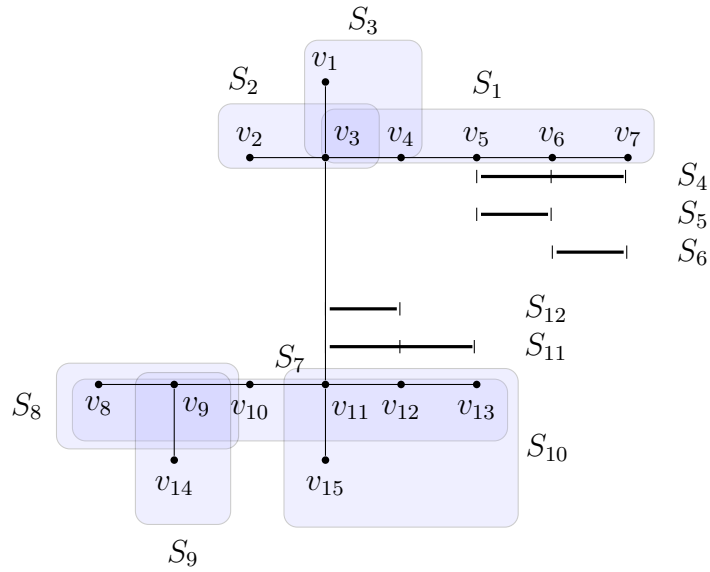 S₃
v₁
S₂ S₁
v₂ v₃ v₄ v₅ v₆ v₇
S₄
S₅
S₆
S₁₂
S₁₁
S₇
S₈ v₈ v₉ v₁₀ v₁₁ v₁₂ v₁₃
S₁₀
v₁₄ v₁₅
S₉